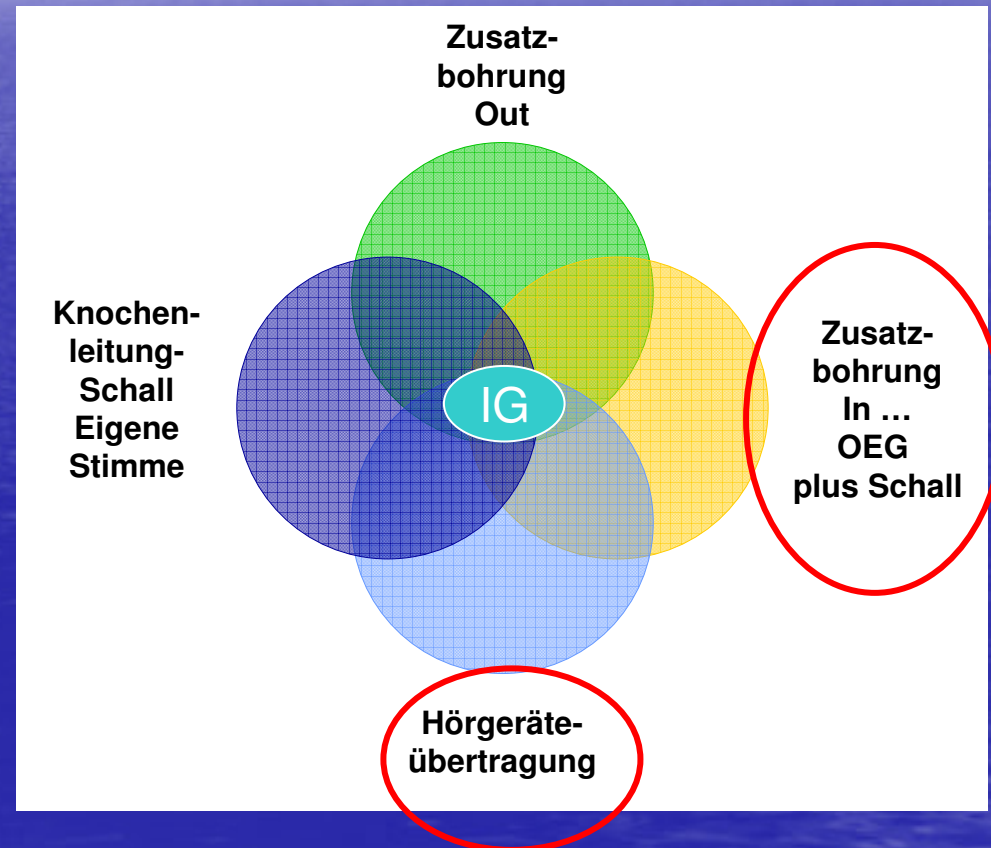 Zusatz-
bohrung
Out
Knochen-
leitung-
Schall
Eigene
Stimme
IG
Zusatz-
bohrung
In …
OEG
plus Schall
Hörgeräte-
übertragung